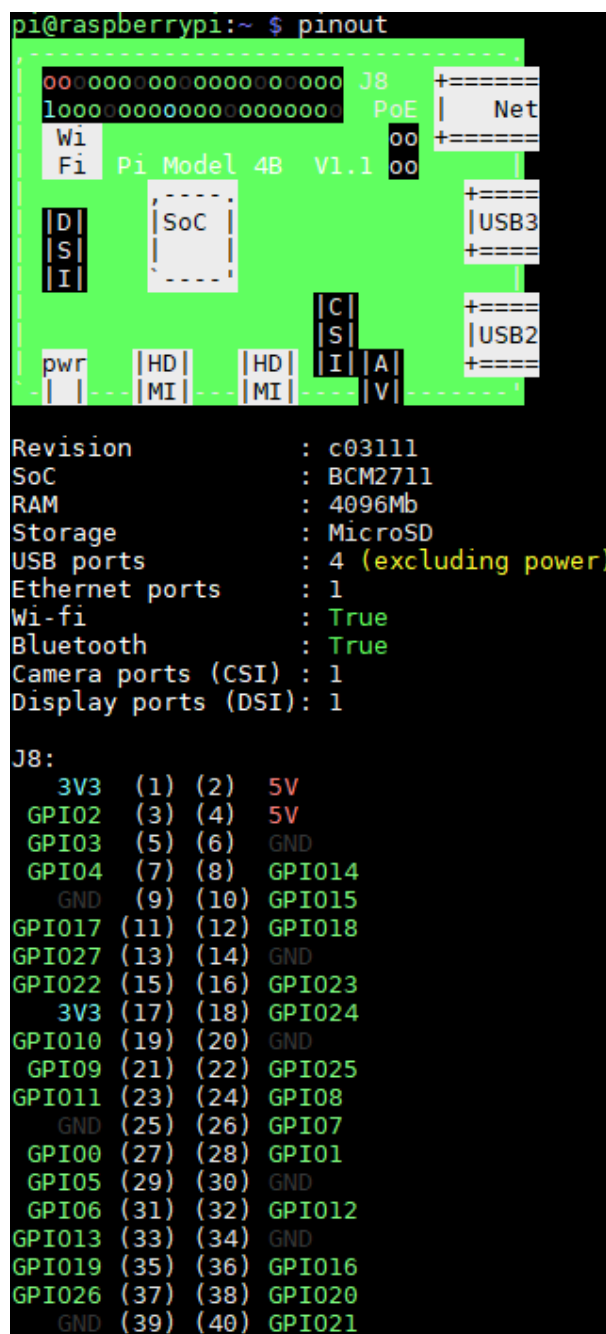 pi@raspberrypi:~ $ pinout
,--------------------------------.
| oooooooooooooooooooo J8   +======
| 1ooooooooooooooooooo  PoE |   Net
|  Wi                    oo +======
|  Fi  Pi Model 4B  V1.1 oo      |
|        ,----.               +====
| |D|    |SoC |               |USB3
| |S|    |    |               +====
| |I|    `----'                  |
|                   |C|       +====
|                   |S|       |USB2
| pwr   |HD|   |HD| |I||A|    +====
`-| |---|MI|---|MI|----|V|-------'
Revision           : c03111
SoC                : BCM2711
RAM                : 4096Mb
Storage            : MicroSD
USB ports          : 4 (excluding power)
Ethernet ports     : 1
Wi-fi              : True
Bluetooth          : True
Camera ports (CSI) : 1
Display ports (DSI): 1
J8:
   3V3  (1) (2)  5V
 GPIO2  (3) (4)  5V
 GPIO3  (5) (6)  GND
 GPIO4  (7) (8)  GPIO14
   GND  (9) (10) GPIO15
GPIO17 (11) (12) GPIO18
GPIO27 (13) (14) GND
GPIO22 (15) (16) GPIO23
   3V3 (17) (18) GPIO24
GPIO10 (19) (20) GND
 GPIO9 (21) (22) GPIO25
GPIO11 (23) (24) GPIO8
   GND (25) (26) GPIO7
 GPIO0 (27) (28) GPIO1
 GPIO5 (29) (30) GND
 GPIO6 (31) (32) GPIO12
GPIO13 (33) (34) GND
GPIO19 (35) (36) GPIO16
GPIO26 (37) (38) GPIO20
   GND (39) (40) GPIO21